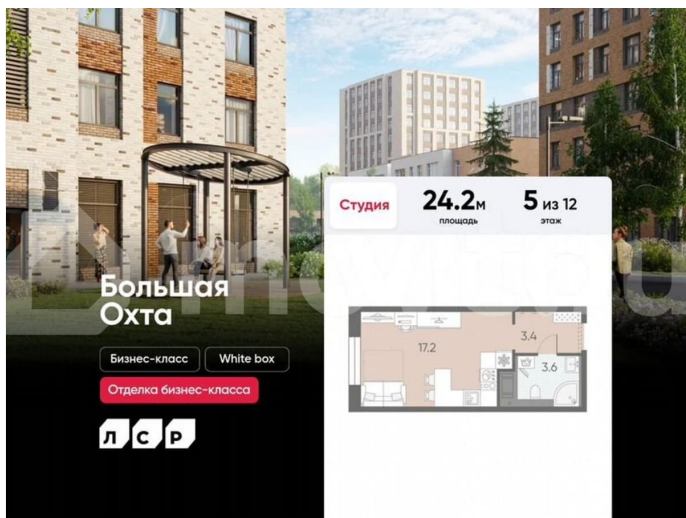 Студия
24.2м
площадь
5 из 12
этаж
Большая
Охта
Бизнес-класс
White box
Отделка бизнес-класса
ЛСР
17.2
3.4
3.6